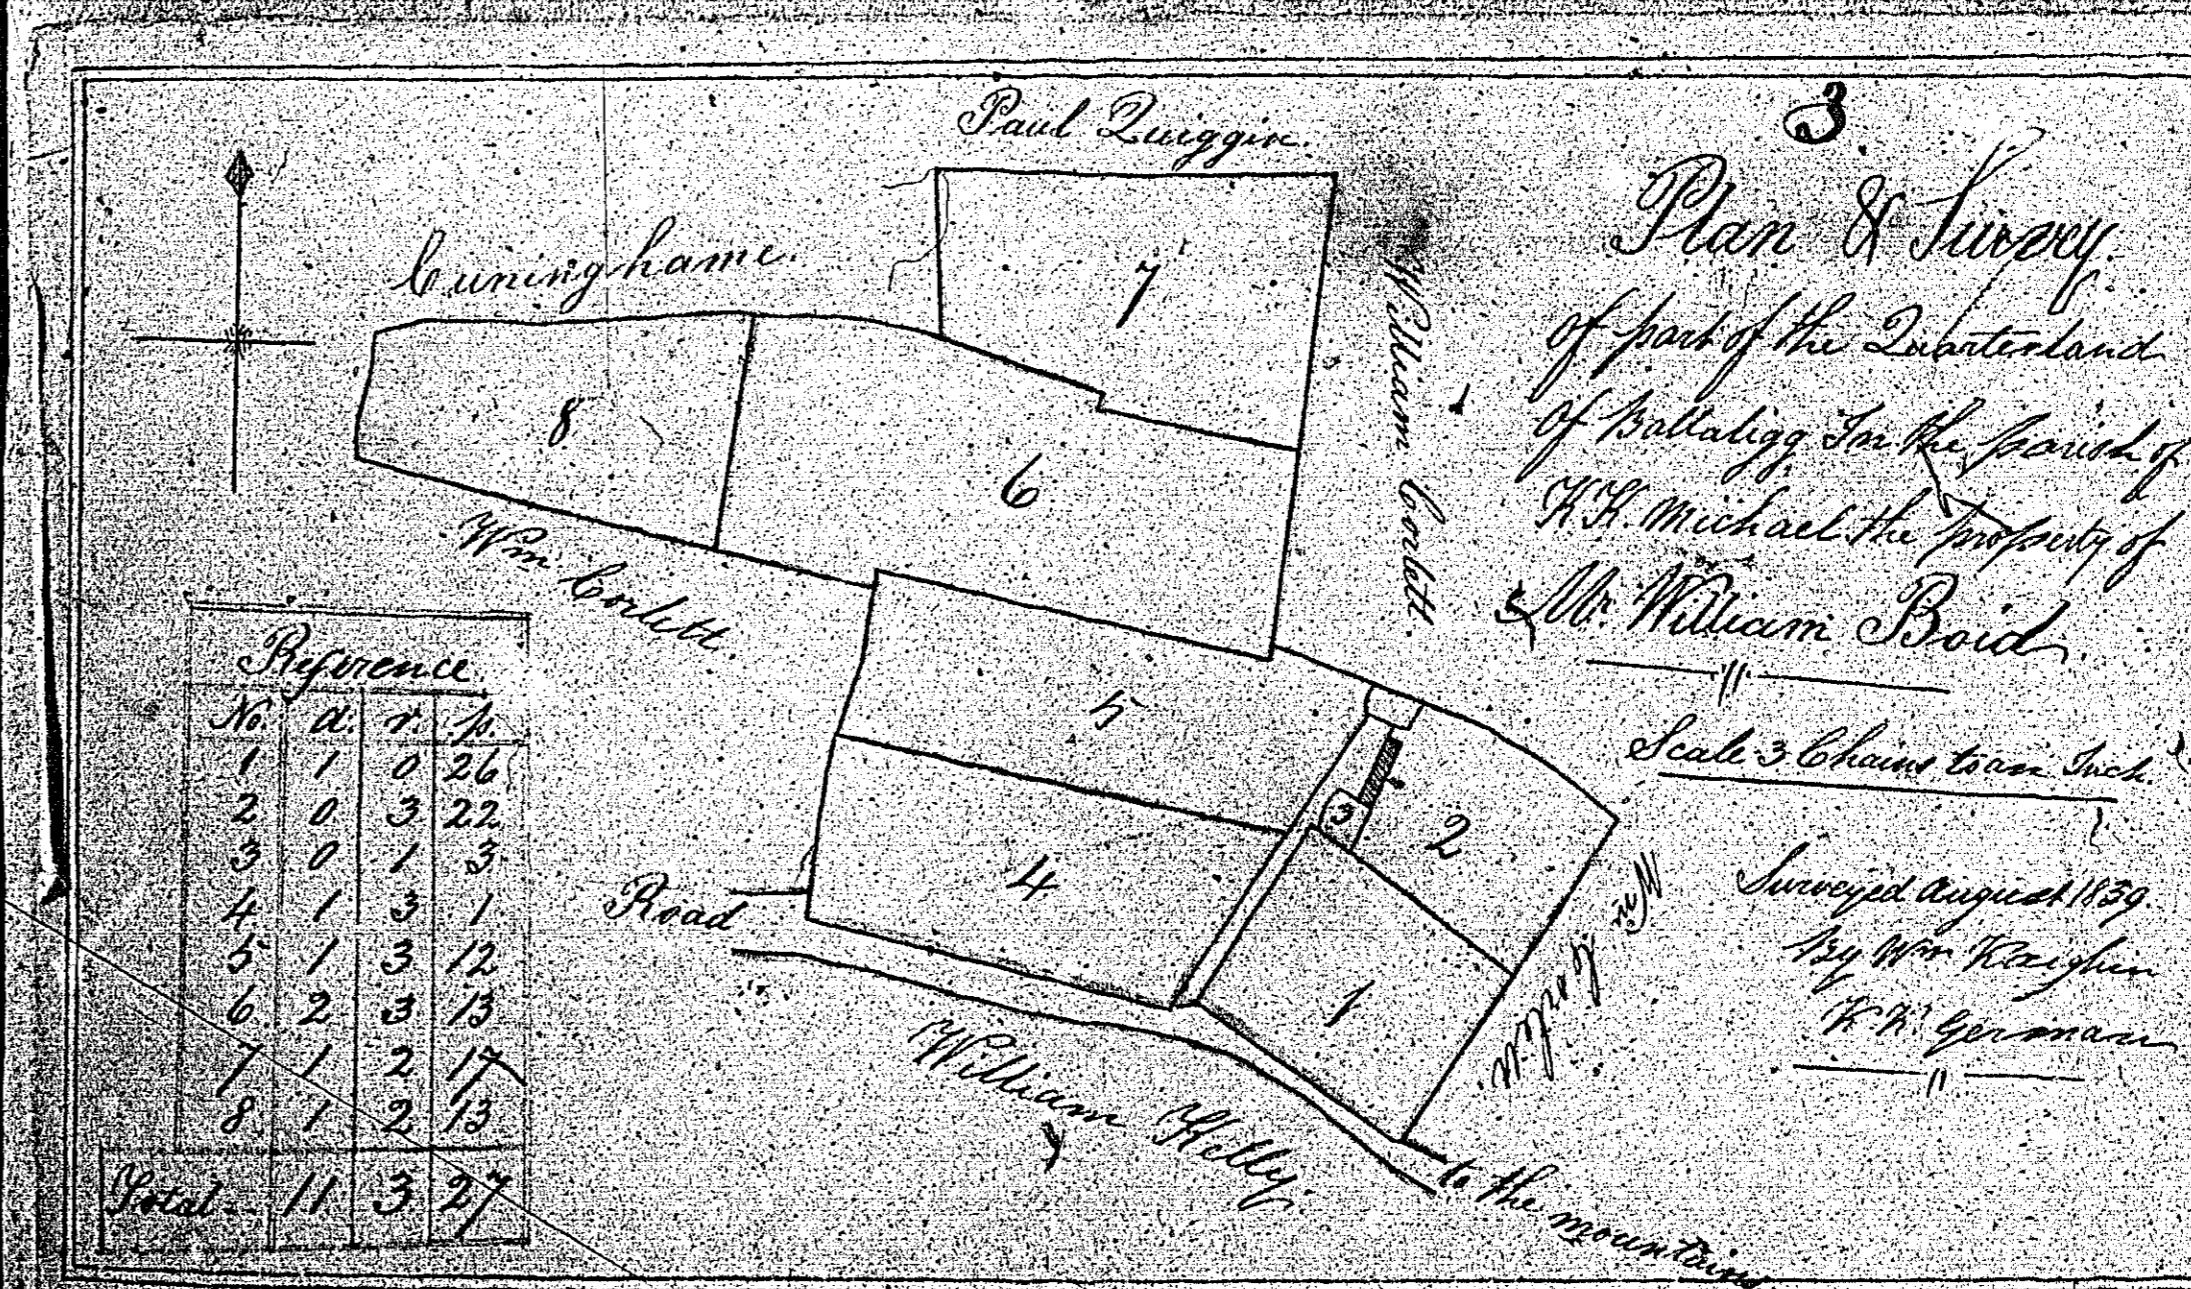 3
Plan & Survey.
of part of the Quarterland
of Ballaligg In the parish of
K.K. Michael the property of
Mr. William Boid.
Scale 3 Chains to an Inch.
Surveyed August 1839.
By Wm Kaighin
K.K. German
Paul Quiggin.
Cuninghame.
William Corlett
Wm Corlett.
7
8
6
5
4
3
2
1
Road
William Kelly.
to the mountains
Wm Corlett
Reference
No. a. r. p.
1 1 0 26
2 0 3 22
3 0 1 3
4 1 3 1
5 1 3 12
6 2 3 13
7 1 2 17
8 1 2 13
Total - 11 3 27